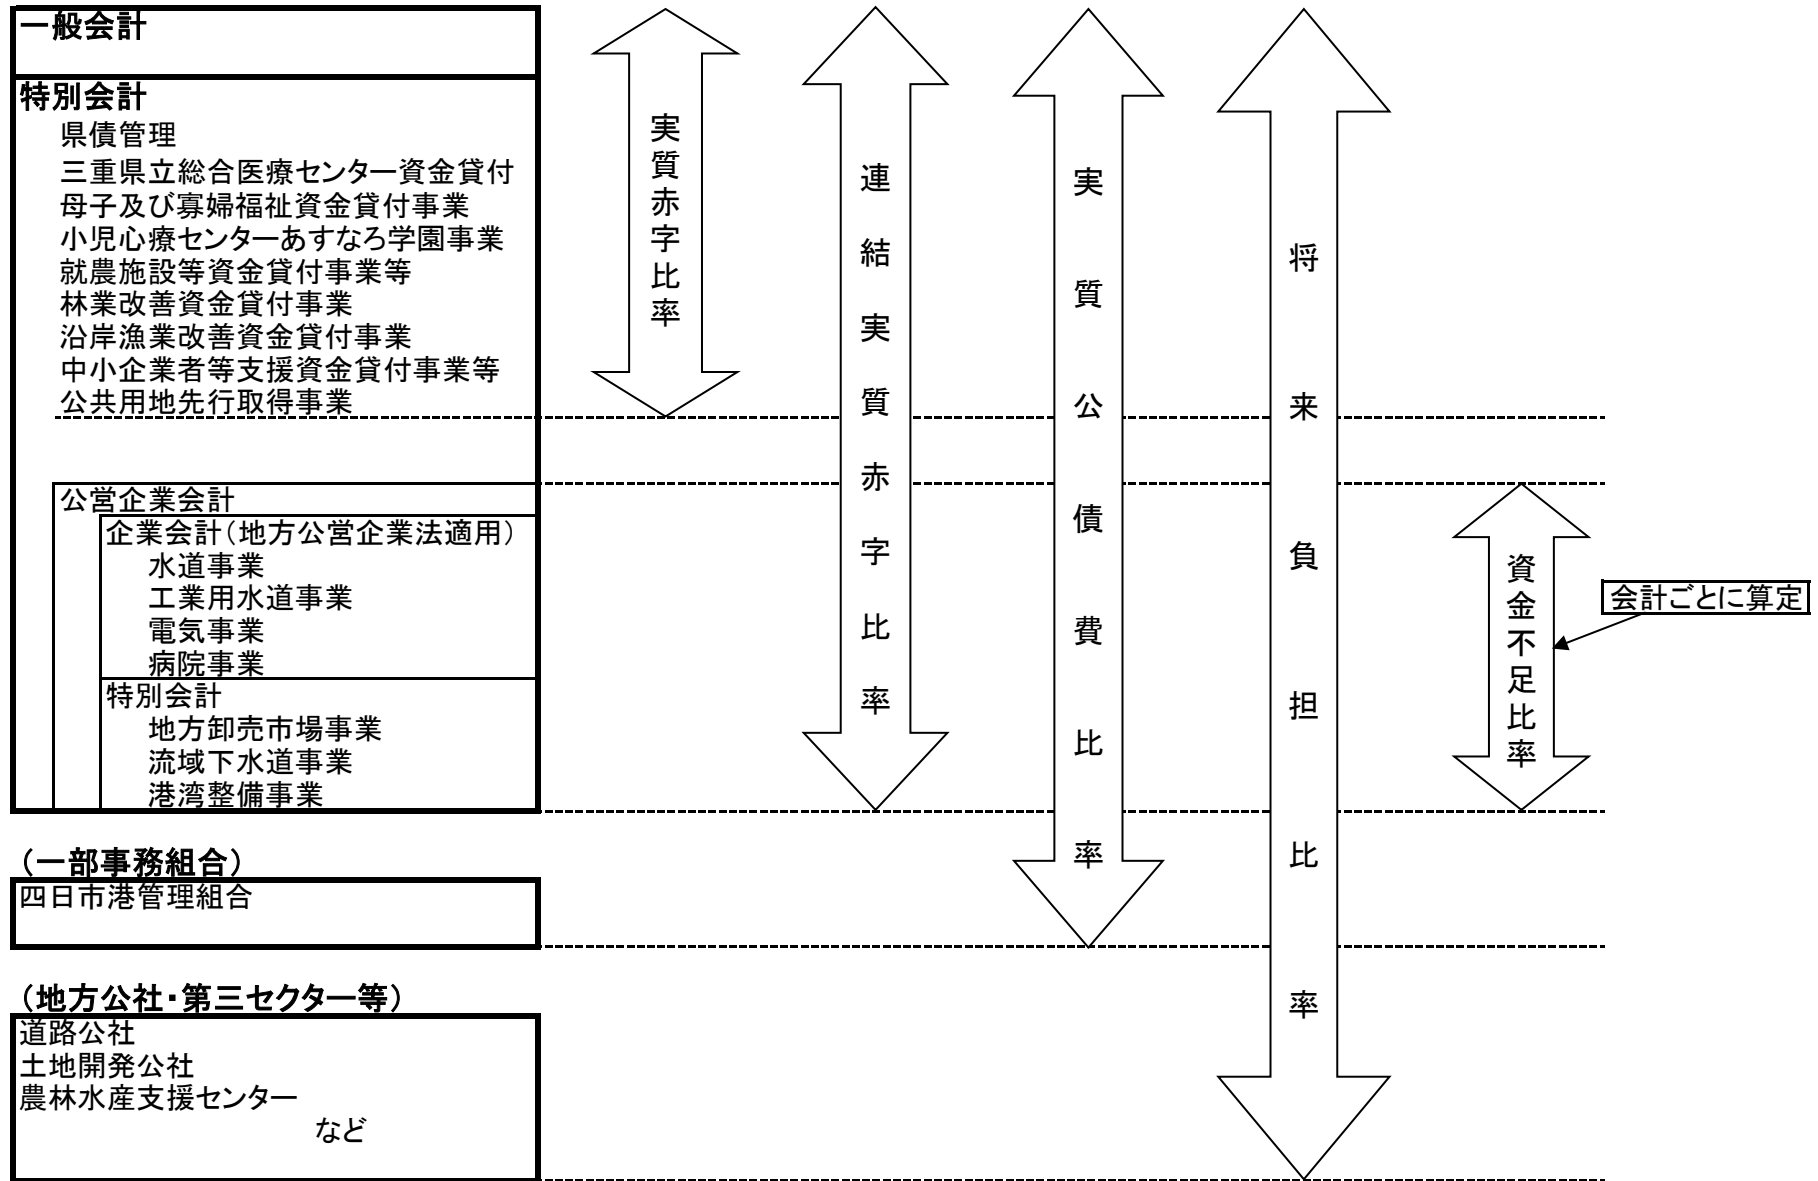 一般会計
特別会計
県債管理
三重県立総合医療センター資金貸付
母子及び寡婦福祉資金貸付事業
小児心療センターあすなろ学園事業
就農施設等資金貸付事業等
林業改善資金貸付事業
沿岸漁業改善資金貸付事業
中小企業者等支援資金貸付事業等
公共用地先行取得事業
公営企業会計
企業会計（地方公営企業法適用）
水道事業
工業用水道事業
電気事業
病院事業
特別会計
地方卸売市場事業
流域下水道事業
港湾整備事業
（一部事務組合）
四日市港管理組合
（地方公社・第三セクター等）
道路公社
土地開発公社
農林水産支援センター
など
実質赤字比率
連結実質赤字比率
実質公債費比率
将来負担比率
資金不足比率
会計ごとに算定